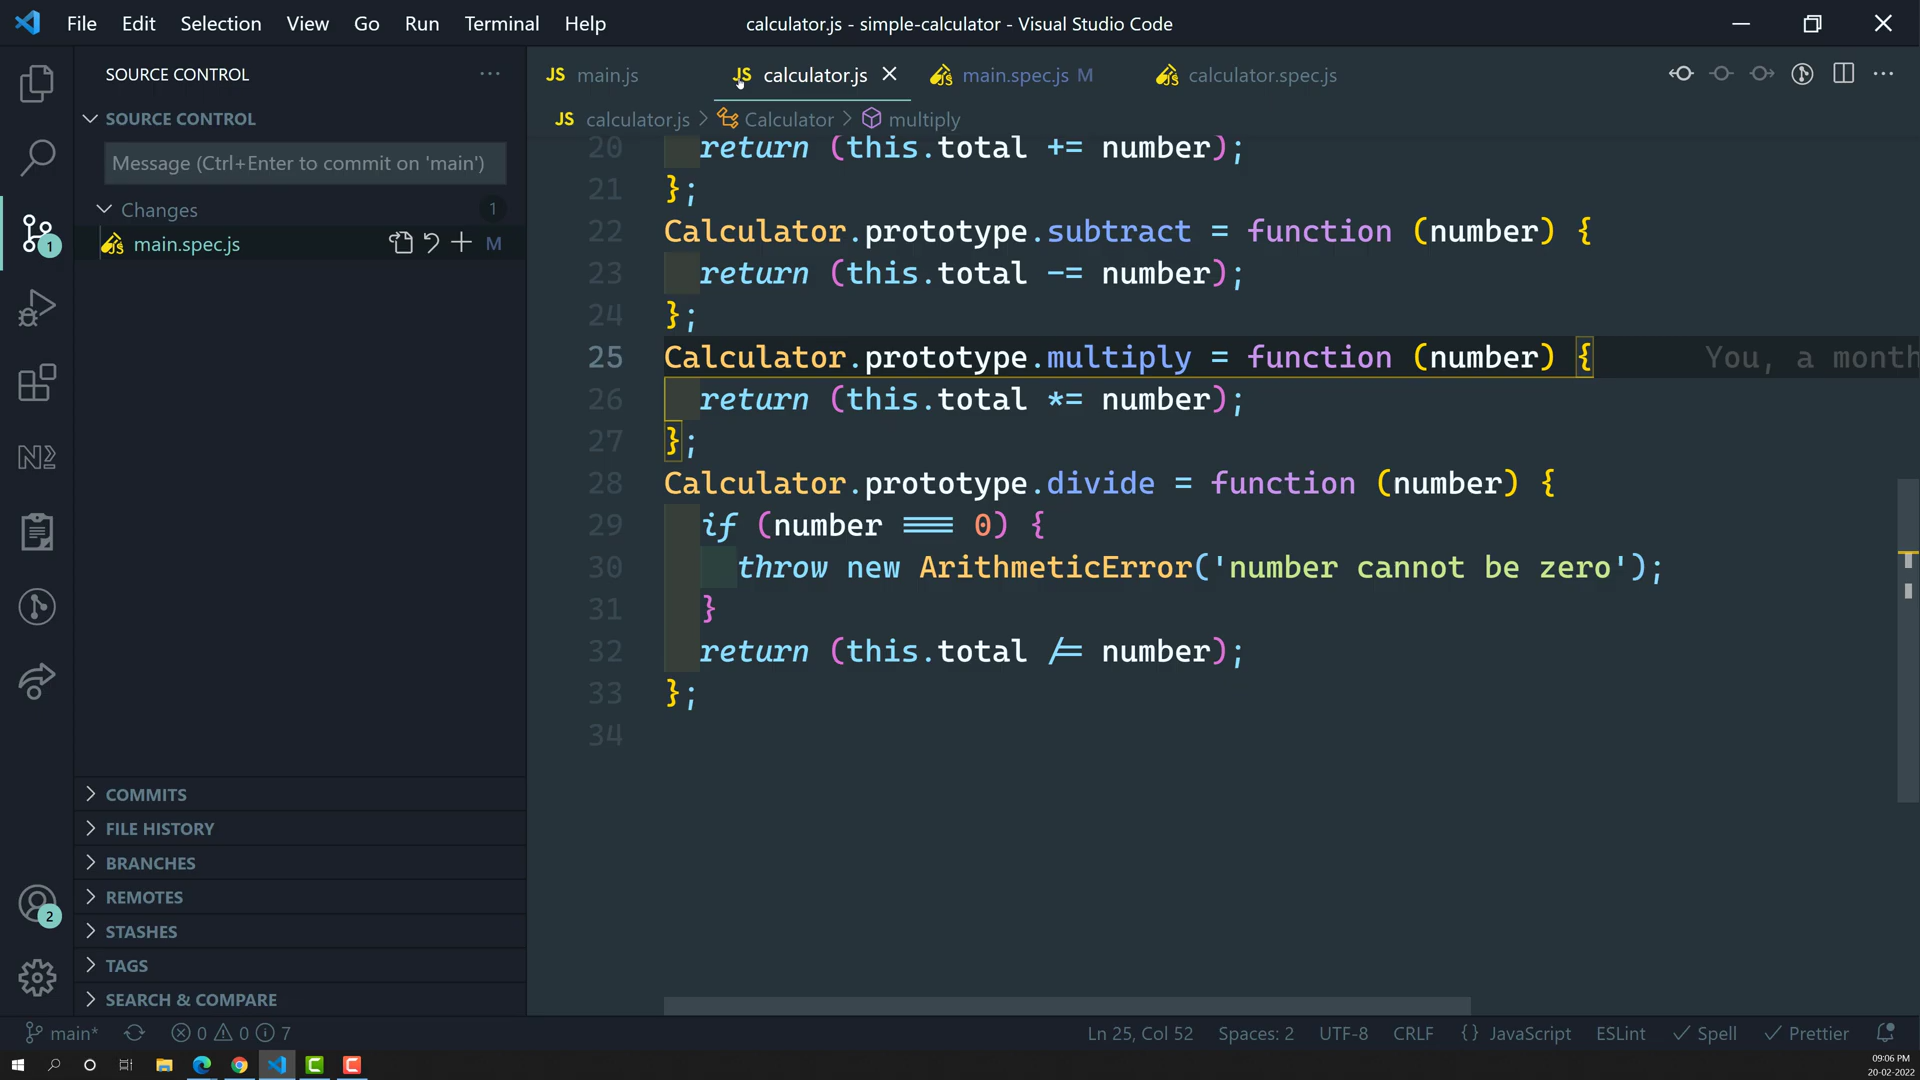 File Edit Selection View Go Run Terminal Help
calculator.js - simple-calculator - Visual Studio Code
SOURCE CONTROL
SOURCE CONTROL
Message (Ctrl+Enter to commit on 'main')
Changes 1
main.spec.js M
COMMITS
FILE HISTORY
BRANCHES
REMOTES
STASHES
TAGS
SEARCH & COMPARE
1
2
JS main.js JS calculator.js main.spec.js M calculator.spec.js
JS calculator.js > Calculator > multiply
20 return (this.total += number);
21 };
22 Calculator.prototype.subtract = function (number) {
23 return (this.total -= number);
24 };
25 Calculator.prototype.multiply = function (number) { You, a month
26 return (this.total *= number);
27 };
28 Calculator.prototype.divide = function (number) {
29 if (number === 0) {
30 throw new ArithmeticError('number cannot be zero');
31 }
32 return (this.total /= number);
33 };
34
main* 0 0 7 Ln 25, Col 52 Spaces: 2 UTF-8 CRLF {} JavaScript ESLint Spell Prettier
09:06 PM
20-02-2022